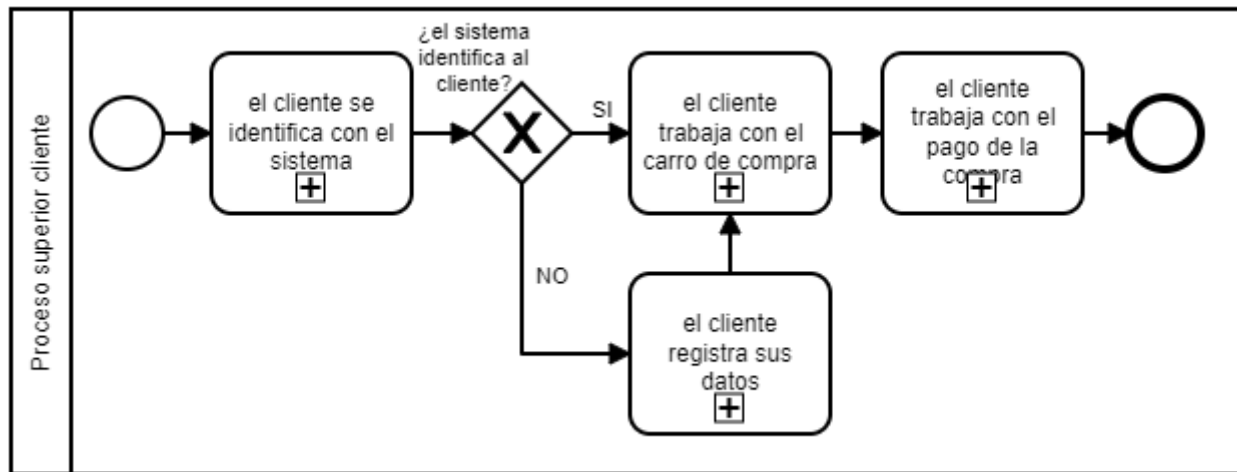 Proceso superior cliente
el cliente se
identifica con el
sistema
¿el sistema
identifica al
cliente?
SI
el cliente
trabaja con el
carro de compra
el cliente
trabaja con el
pago de la
compra
NO
el cliente
registra sus
datos